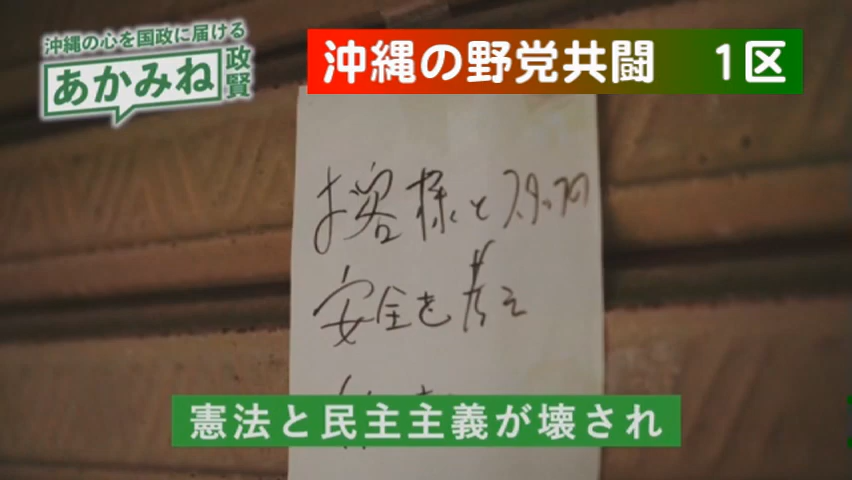 沖縄の心を国政に届ける
あかみね
政賢
沖縄の野党共闘 1区
お客様とスタッフ
安全を考え
憲法と民主主義が壊され